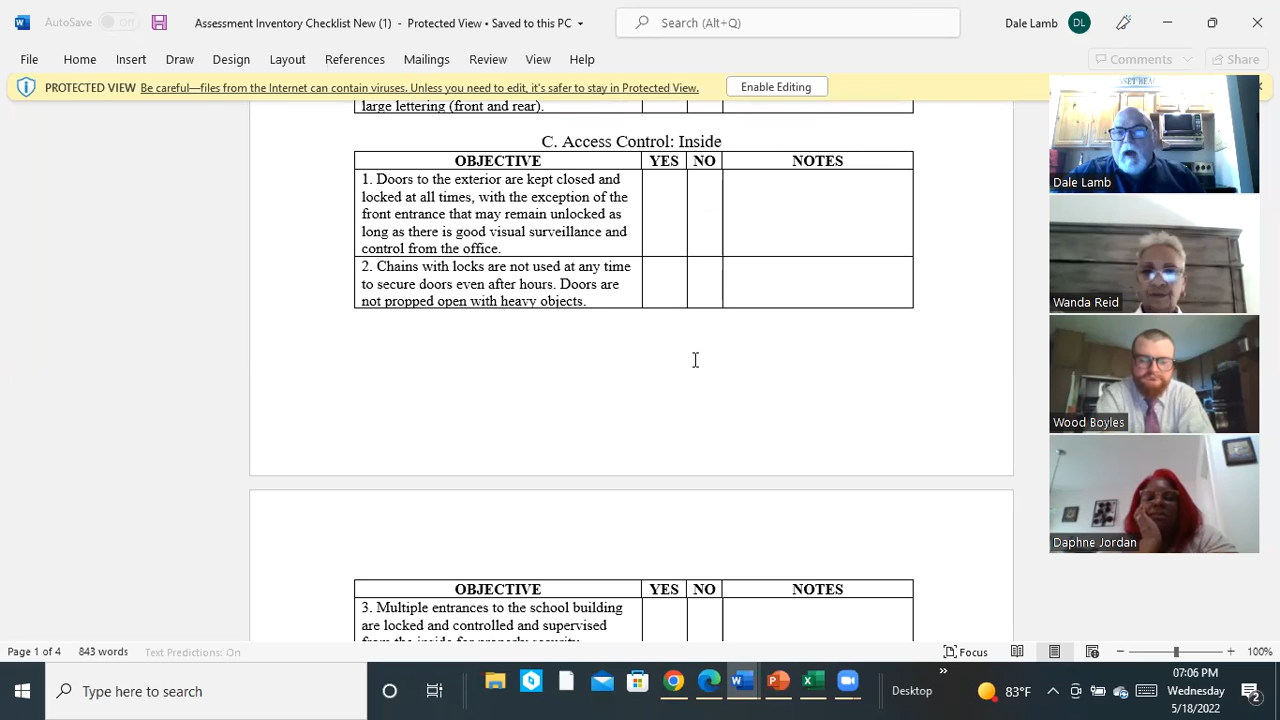 AutoSave Off Assessment Inventory Checklist New (1) - Protected View • Saved to this PC Search (Alt+Q) Dale Lamb DL
File Home Insert Draw Design Layout References Mailings Review View Help Comments Share
PROTECTED VIEW Be careful—files from the Internet can contain viruses. Unless you need to edit, it's safer to stay in Protected View. Enable Editing
large lettering (front and rear).
C. Access Control: Inside
OBJECTIVE YES NO NOTES
1. Doors to the exterior are kept closed and
locked at all times, with the exception of the
front entrance that may remain unlocked as
long as there is good visual surveillance and
control from the office.
2. Chains with locks are not used at any time
to secure doors even after hours. Doors are
not propped open with heavy objects.
OBJECTIVE YES NO NOTES
3. Multiple entrances to the school building
are locked and controlled and supervised
from the inside for property security.
Dale Lamb
Wanda Reid
Wood Boyles
Daphne Jordan
Page 1 of 4 843 words Text Predictions: On Focus 100%
Type here to search Desktop 83°F 07:06 PM
Wednesday
5/18/2022
2